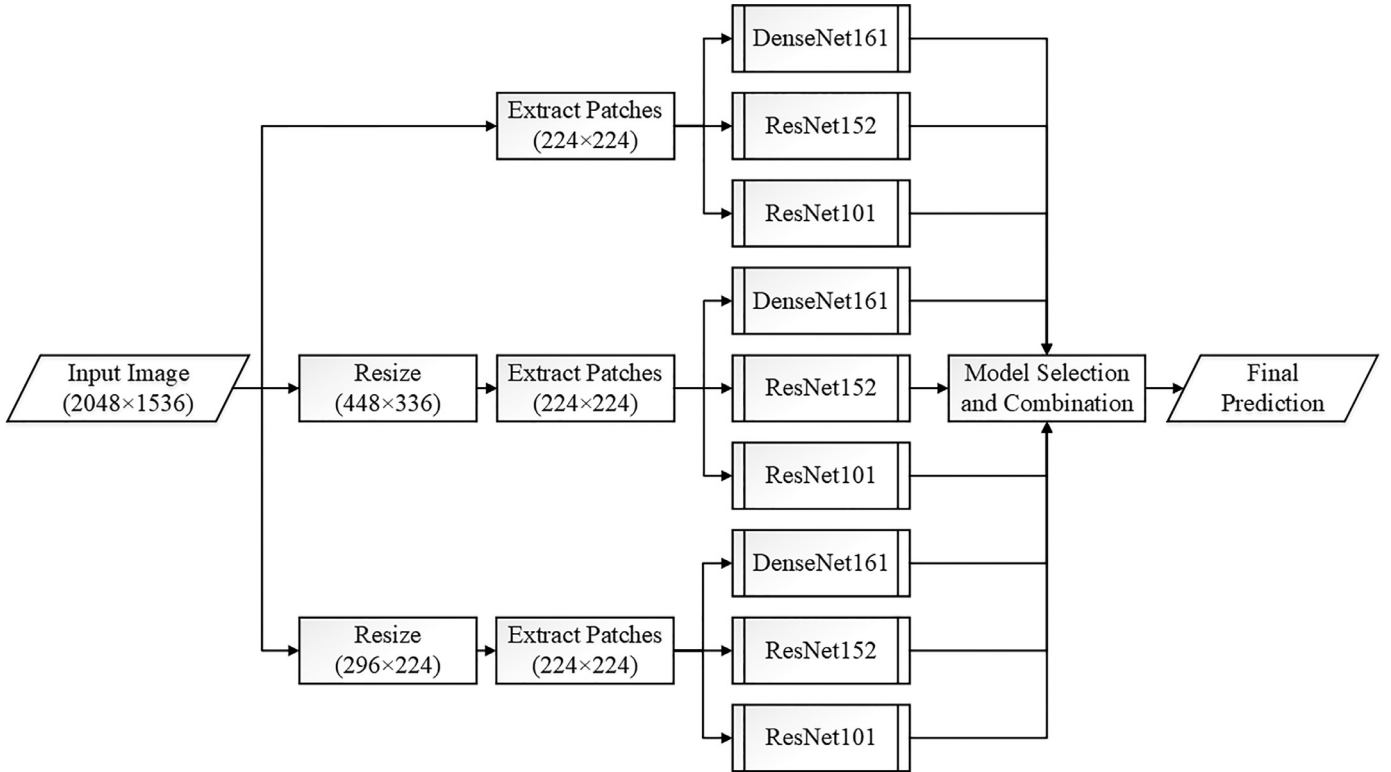 DenseNet161
Extract Patches
(224×224)
ResNet152
ResNet101
DenseNet161
Input Image
(2048×1536)
Resize
(448×336)
Extract Patches
(224×224)
ResNet152
Model Selection
and Combination
Final
Prediction
ResNet101
DenseNet161
Resize
(296×224)
Extract Patches
(224×224)
ResNet152
ResNet101